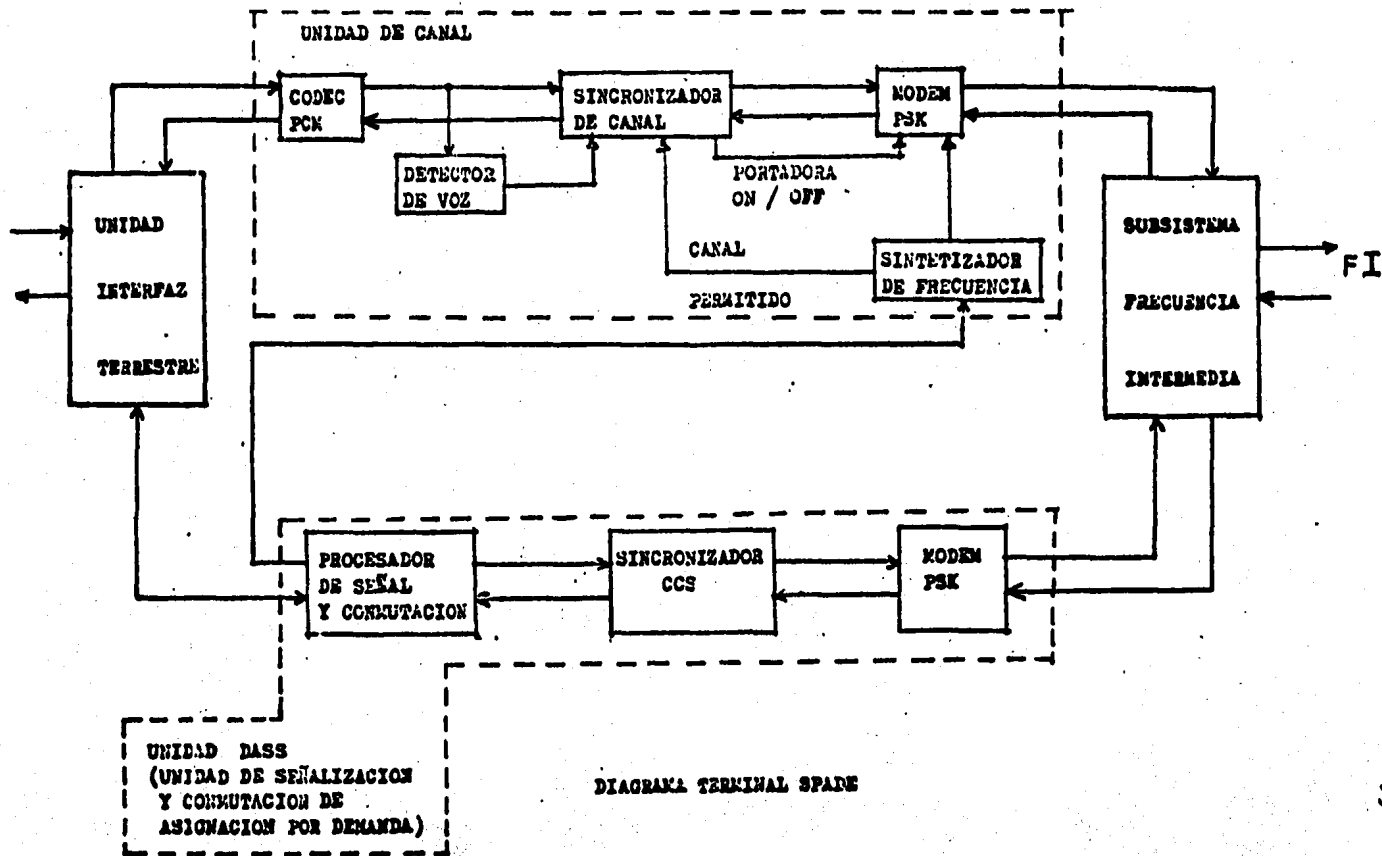 UNIDAD DE CANAL
CODEC
PCM
SINCRONIZADOR
DE CANAL
MODEM
PSK
DETECTOR
DE VOZ
PORTADORA
ON / OFF
UNIDAD
INTERFAZ
TERRESTRE
CANAL
PERMITIDO
SINTETIZADOR
DE FRECUENCIA
SUBSISTEMA
FRECUENCIA
INTERMEDIA
FI
PROCESADOR
DE SEÑAL
Y CONMUTACION
SINCRONIZADOR
CCS
MODEM
PSK
UNIDAD DASS
(UNIDAD DE SEÑALIZACION
Y CONMUTACION DE
ASIGNACION POR DEMANDA)
DIAGRAMA TERMINAL SPADE